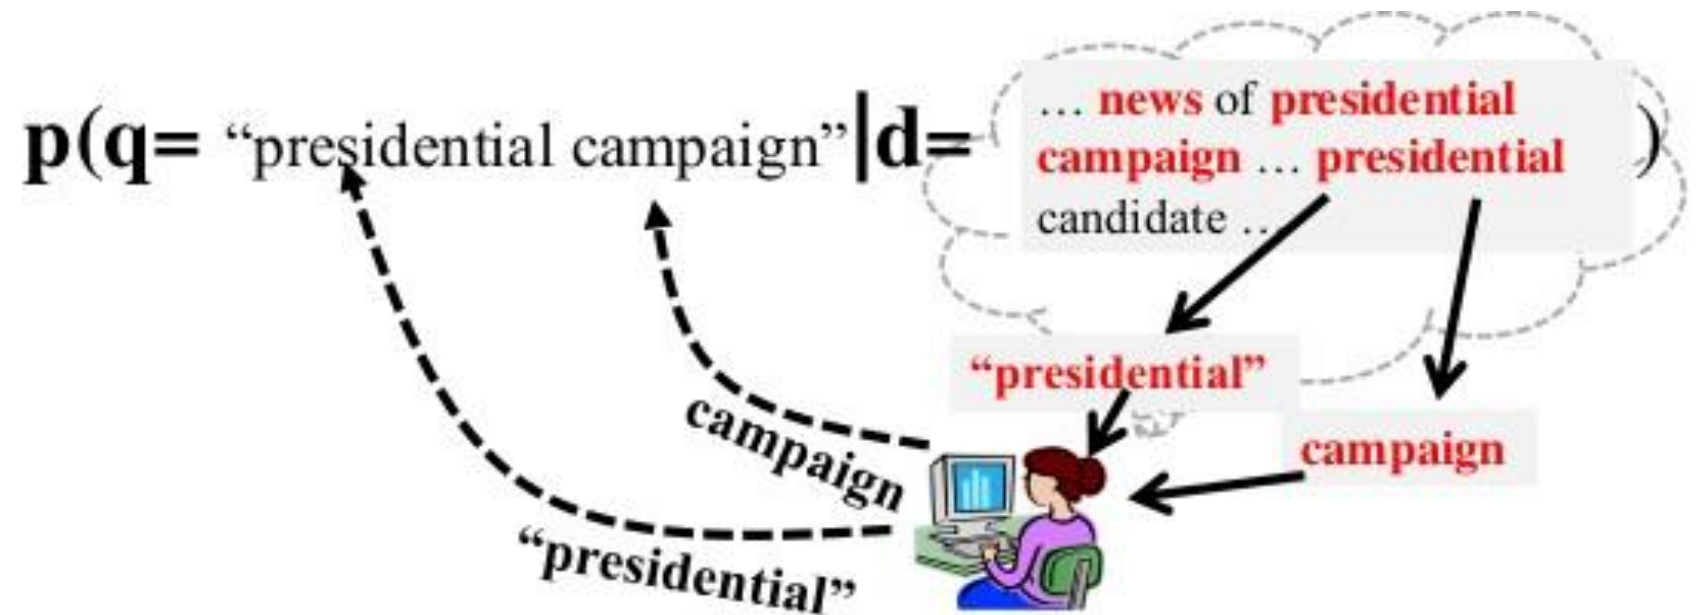 p(q= “presidential campaign”|d=
… news of presidential
campaign … presidential
candidate …
)
“presidential”
campaign
campaign
“presidential”